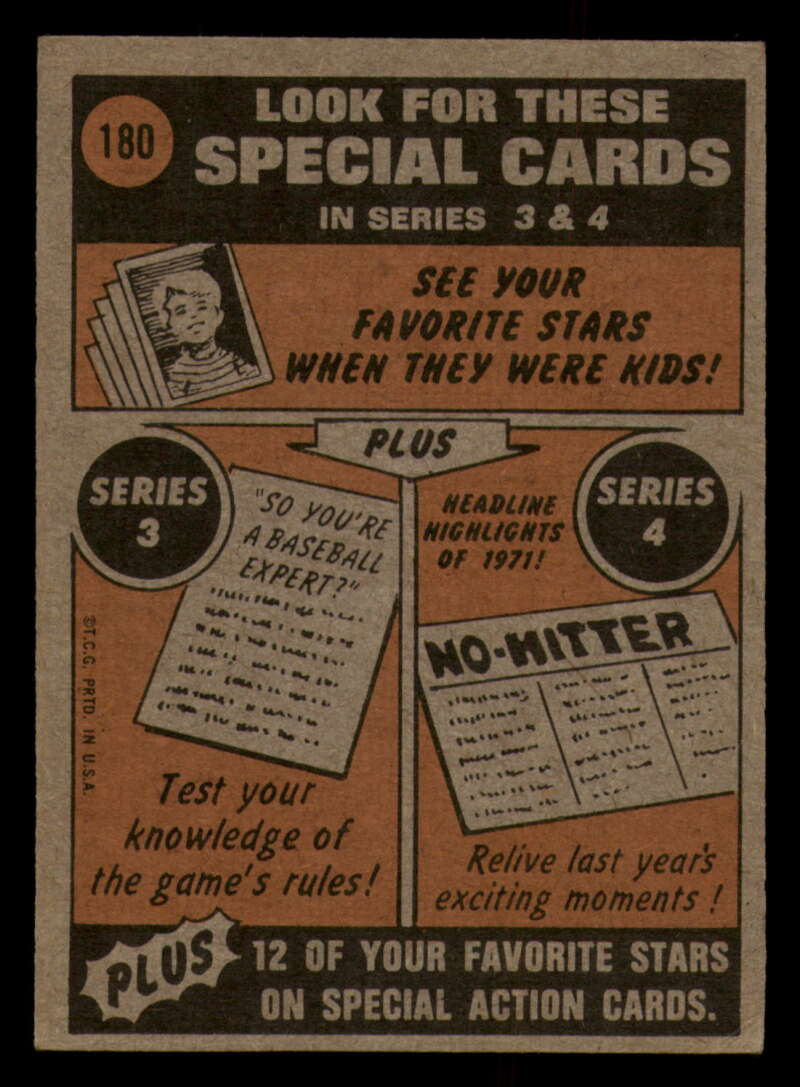 180
LOOK FOR THESE
SPECIAL CARDS
IN SERIES 3 & 4
SEE YOUR
FAVORITE STARS
WHEN THEY WERE KIDS!
PLUS
SERIES
3
"SO YOU'RE
A BASEBALL
EXPERT?"
Test your
knowledge of
the game's rules!
HEADLINE
HIGHLIGHTS
OF 1971!
SERIES
4
NO-HITTER
Relive last year's
exciting moments!
©T.C.G. PRTD. IN U.S.A.
PLUS
12 OF YOUR FAVORITE STARS
ON SPECIAL ACTION CARDS.